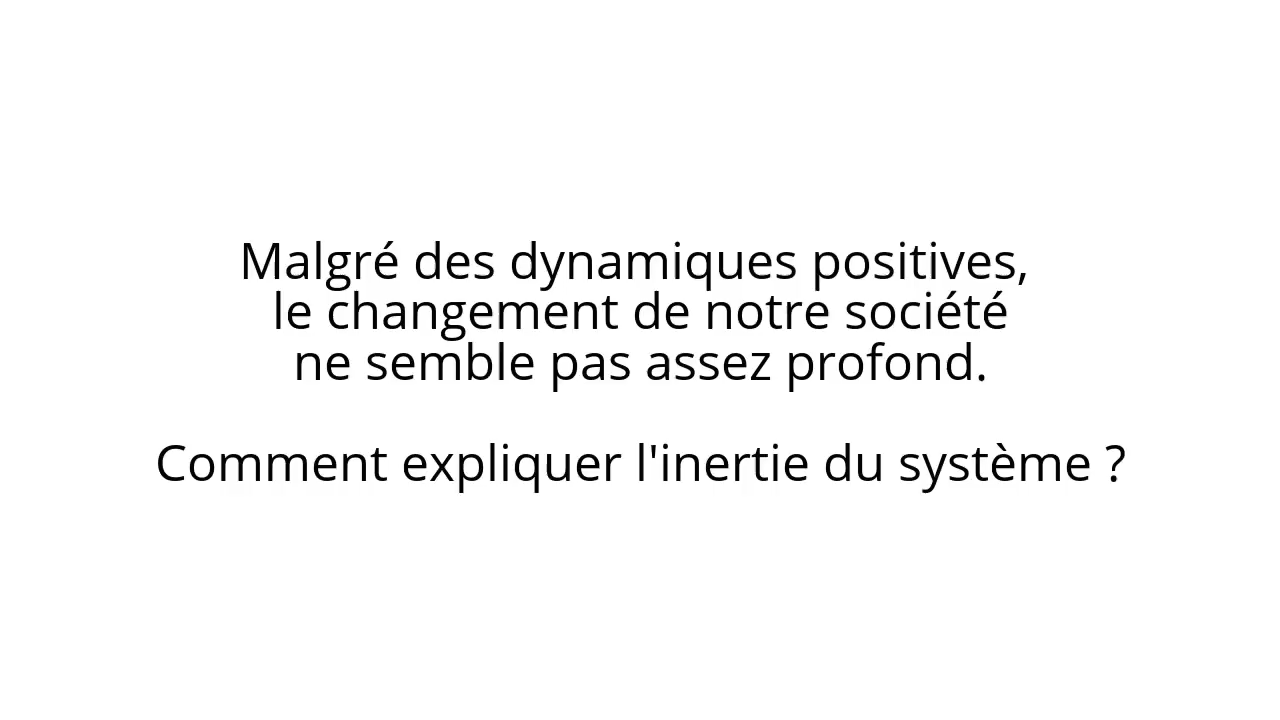 Malgré des dynamiques positives,
le changement de notre société
ne semble pas assez profond.
Comment expliquer l'inertie du système ?